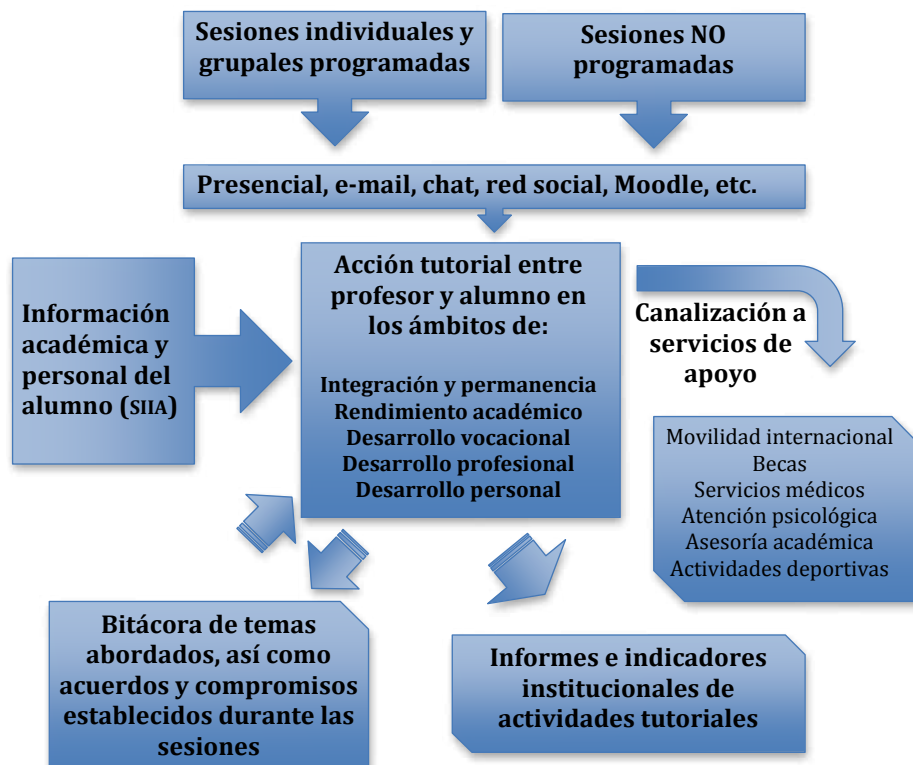 Sesiones individuales y
grupales programadas
Sesiones NO
programadas
Presencial, e-mail, chat, red social, Moodle, etc.
Información
académica y
personal del
alumno (SIIA)
Acción tutorial entre
profesor y alumno en
los ámbitos de:
Integración y permanencia
Rendimiento académico
Desarrollo vocacional
Desarrollo profesional
Desarrollo personal
Canalización a
servicios de
apoyo
Movilidad internacional
Becas
Servicios médicos
Atención psicológica
Asesoría académica
Actividades deportivas
Bitácora de temas
abordados, así como
acuerdos y compromisos
establecidos durante las
sesiones
Informes e indicadores
institucionales de
actividades tutoriales